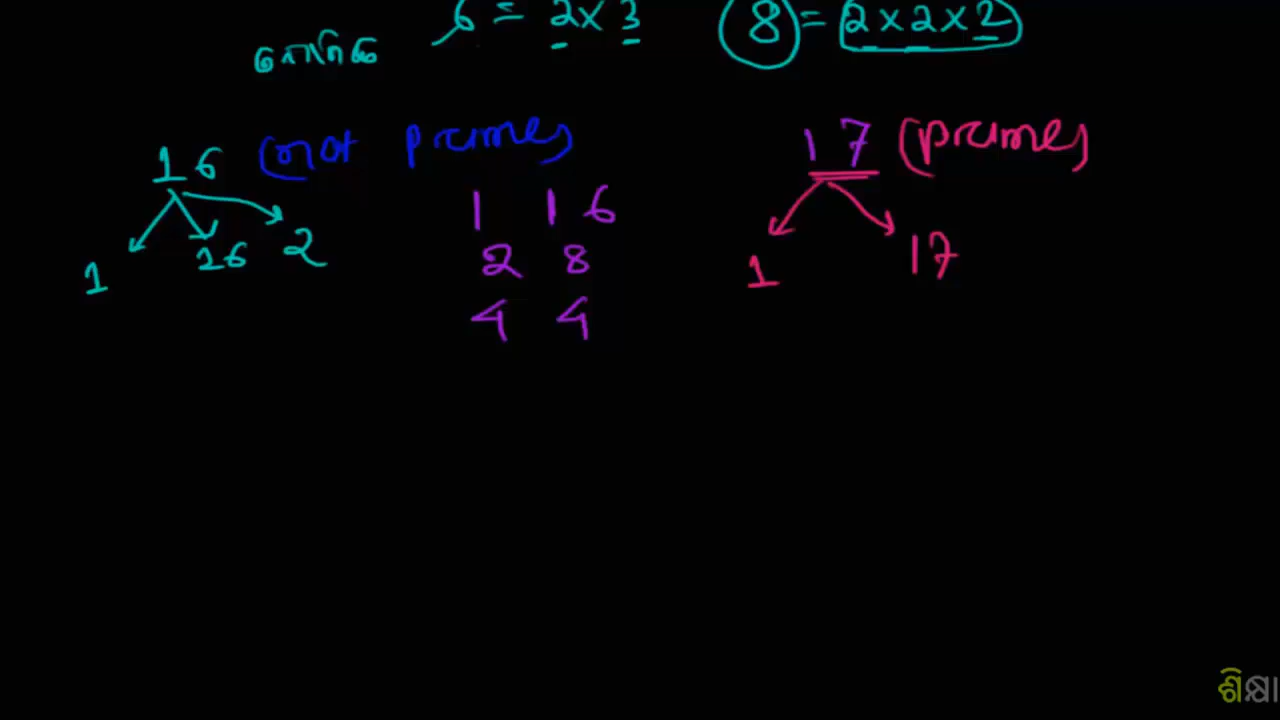 6 = 2×3 8 = 2×2×2
16 (not prime) 17 (prime)
1 16 2 1 16 1 17
2 8
4 4
ଶିକ୍ଷା